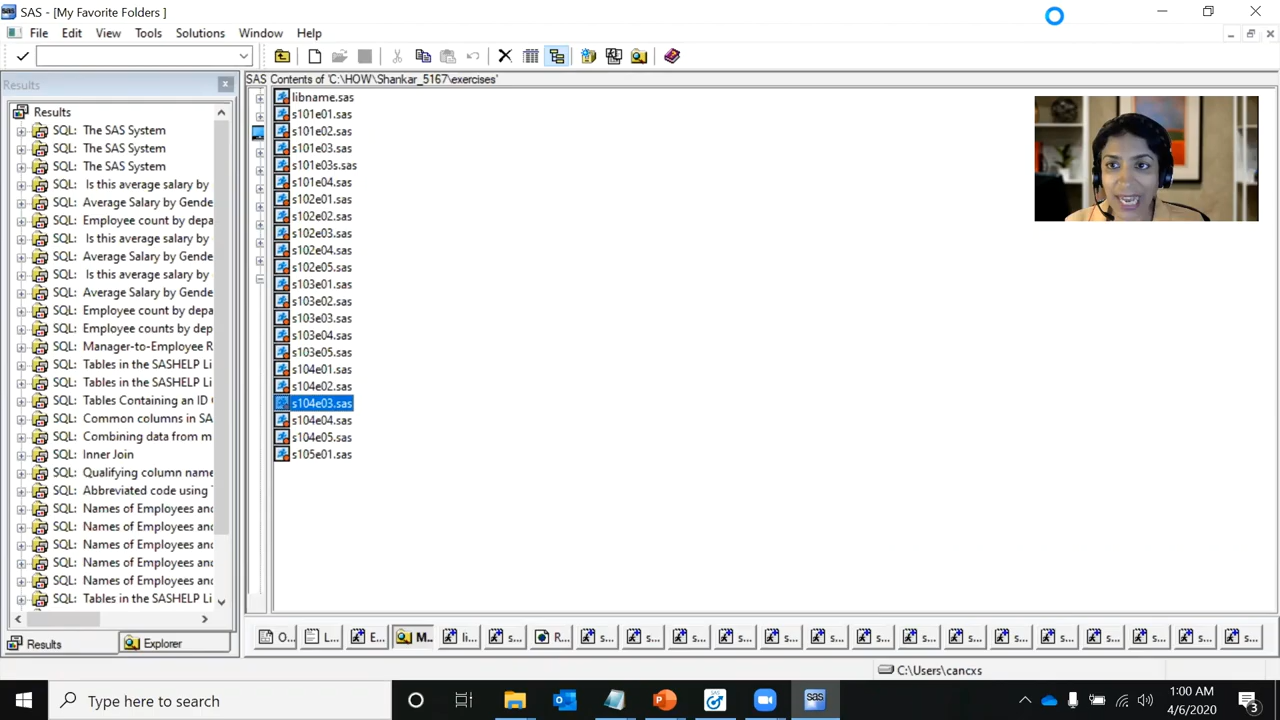 SAS - [My Favorite Folders ]
File Edit View Tools Solutions Window Help
Results
SAS Contents of 'C:\HOW\Shankar_5167\exercises'
Results
SQL: The SAS System
SQL: The SAS System
SQL: The SAS System
SQL: Is this average salary by
SQL: Average Salary by Gende
SQL: Employee count by depa
SQL: Is this average salary by
SQL: Average Salary by Gende
SQL: Is this average salary by
SQL: Average Salary by Gende
SQL: Employee count by depa
SQL: Employee counts by dep
SQL: Manager-to-Employee R
SQL: Tables in the SASHELP Li
SQL: Tables in the SASHELP Li
SQL: Tables Containing an ID
SQL: Common columns in SA
SQL: Combining data from m
SQL: Inner Join
SQL: Qualifying column name
SQL: Abbreviated code using
SQL: Names of Employees and
SQL: Names of Employees and
SQL: Names of Employees and
SQL: Names of Employees and
SQL: Names of Employees and
SQL: Tables in the SASHELP Li
Results
Explorer
libname.sas
s101e01.sas
s101e02.sas
s101e03.sas
s101e03s.sas
s101e04.sas
s102e01.sas
s102e02.sas
s102e03.sas
s102e04.sas
s102e05.sas
s103e01.sas
s103e02.sas
s103e03.sas
s103e04.sas
s103e05.sas
s104e01.sas
s104e02.sas
s104e03.sas
s104e04.sas
s104e05.sas
s105e01.sas
O... L... E... M... li... s... R... s... s... s... s... s... s... s... s... s... s... s... s... s... s... s...
C:\Users\cancxs
Type here to search
sas
1:00 AM
4/6/2020
3